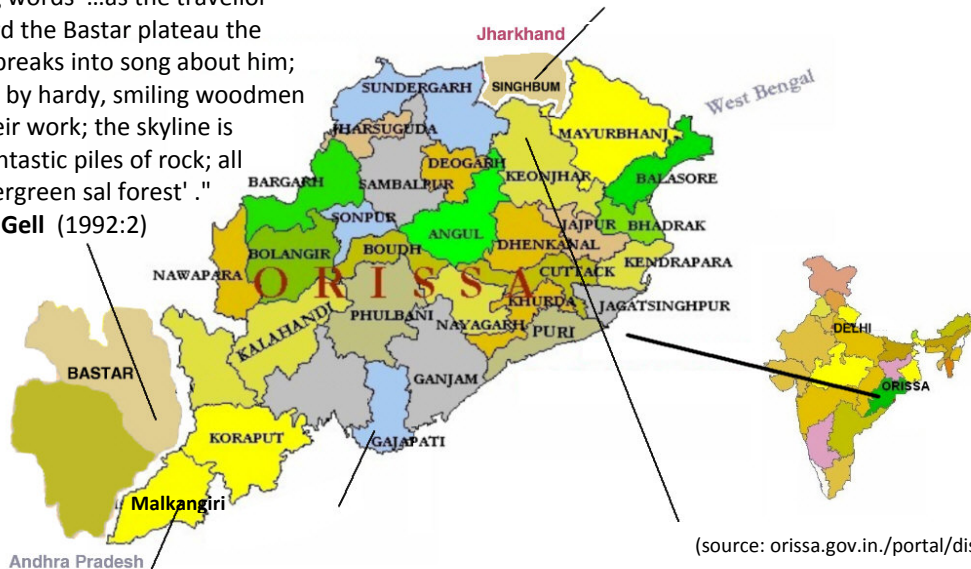 words '...as the travellor
d the Bastar plateau the
breaks into song about him;
by hardy, smiling woodmen
eir work; the skyline is
ntastic piles of rock; all
ergreen sal forest' ."
Gell (1992:2)
Jharkhand
SINGHBUM
West Bengal
SUNDERGARH
MAYURBHANJ
JHARSUGUDA
DEOGARH
KEONJHAR
BALASORE
BARGARH
SAMBALPUR
SONPUR
ANGUL
JAJPUR
BHADRAK
BOLANGIR
BOUDH
DHENKANAL
KENDRAPARA
NAWAPARA
CUTTACK
ORISSA
KHURDA
JAGATSINGHPUR
PHULBANI
NAYAGARH
PURI
KALAHANDI
DELHI
ORISSA
BASTAR
GANJAM
KORAPUT
GAJAPATI
Malkangiri
Andhra Pradesh
(source: orissa.gov.in./portal/dis